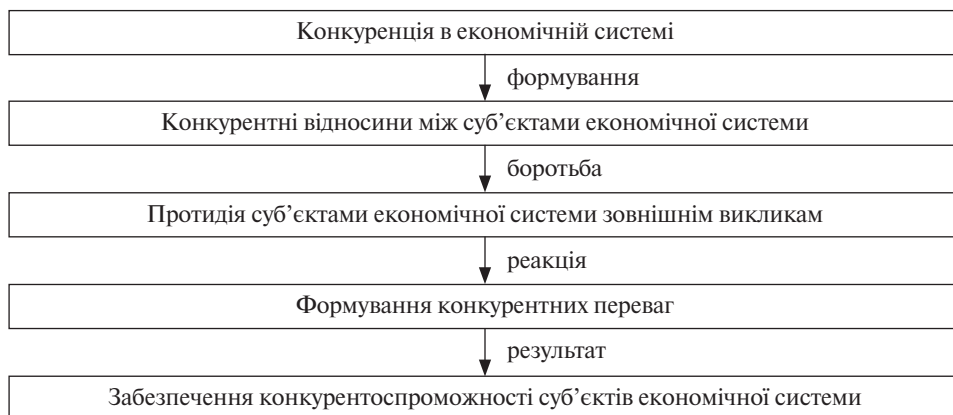 Конкуренція в економічній системі
формування
Конкурентні відносини між суб’єктами економічної системи
боротьба
Протидія суб’єктами економічної системи зовнішнім викликам
реакція
Формування конкурентних переваг
результат
Забезпечення конкурентоспроможності суб’єктів економічної системи